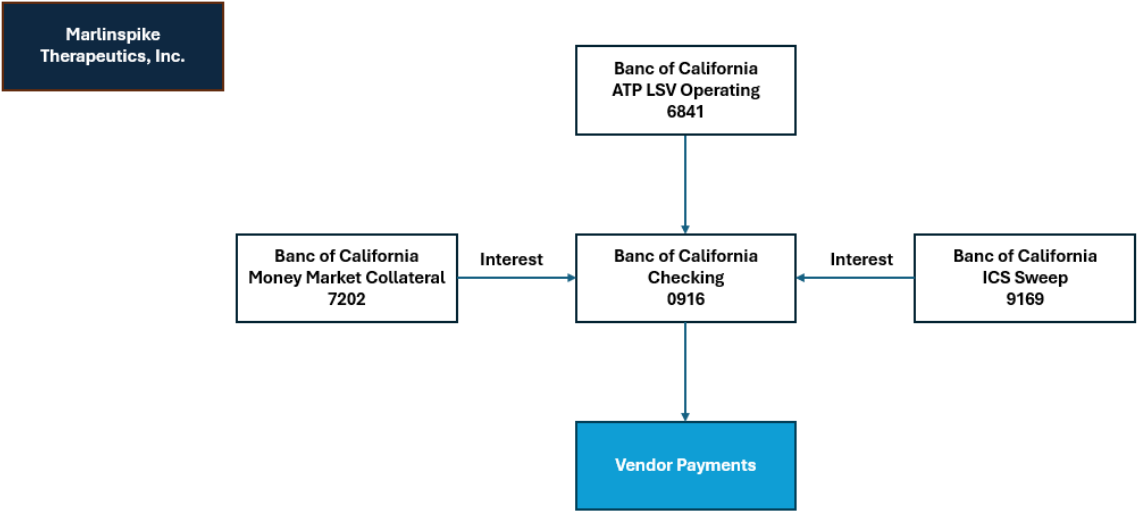 Marlinspike
Therapeutics, Inc.
Banc of California
ATP LSV Operating
6841
Banc of California
Money Market Collateral
7202
Interest
Banc of California
Checking
0916
Interest
Banc of California
ICS Sweep
9169
Vendor Payments